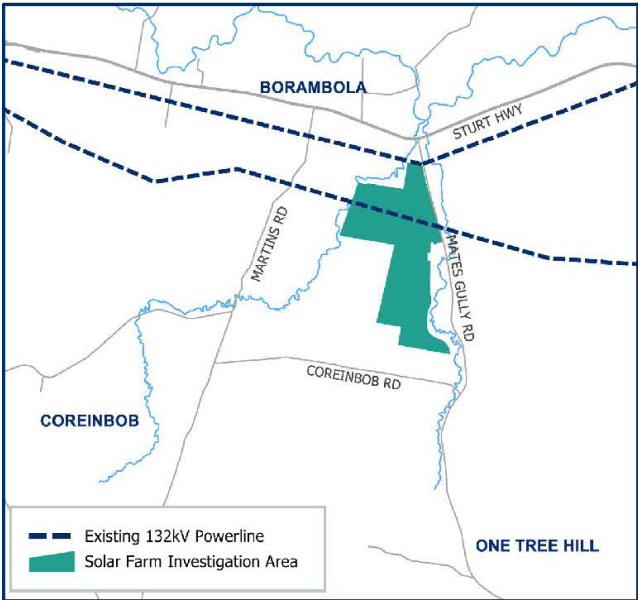 BORAMBOLA
STURT HWY
MARTINS RD
MATES GULLY RD
COREINBOB RD
COREINBOB
ONE TREE HILL
Existing 132kV Powerline
Solar Farm Investigation Area